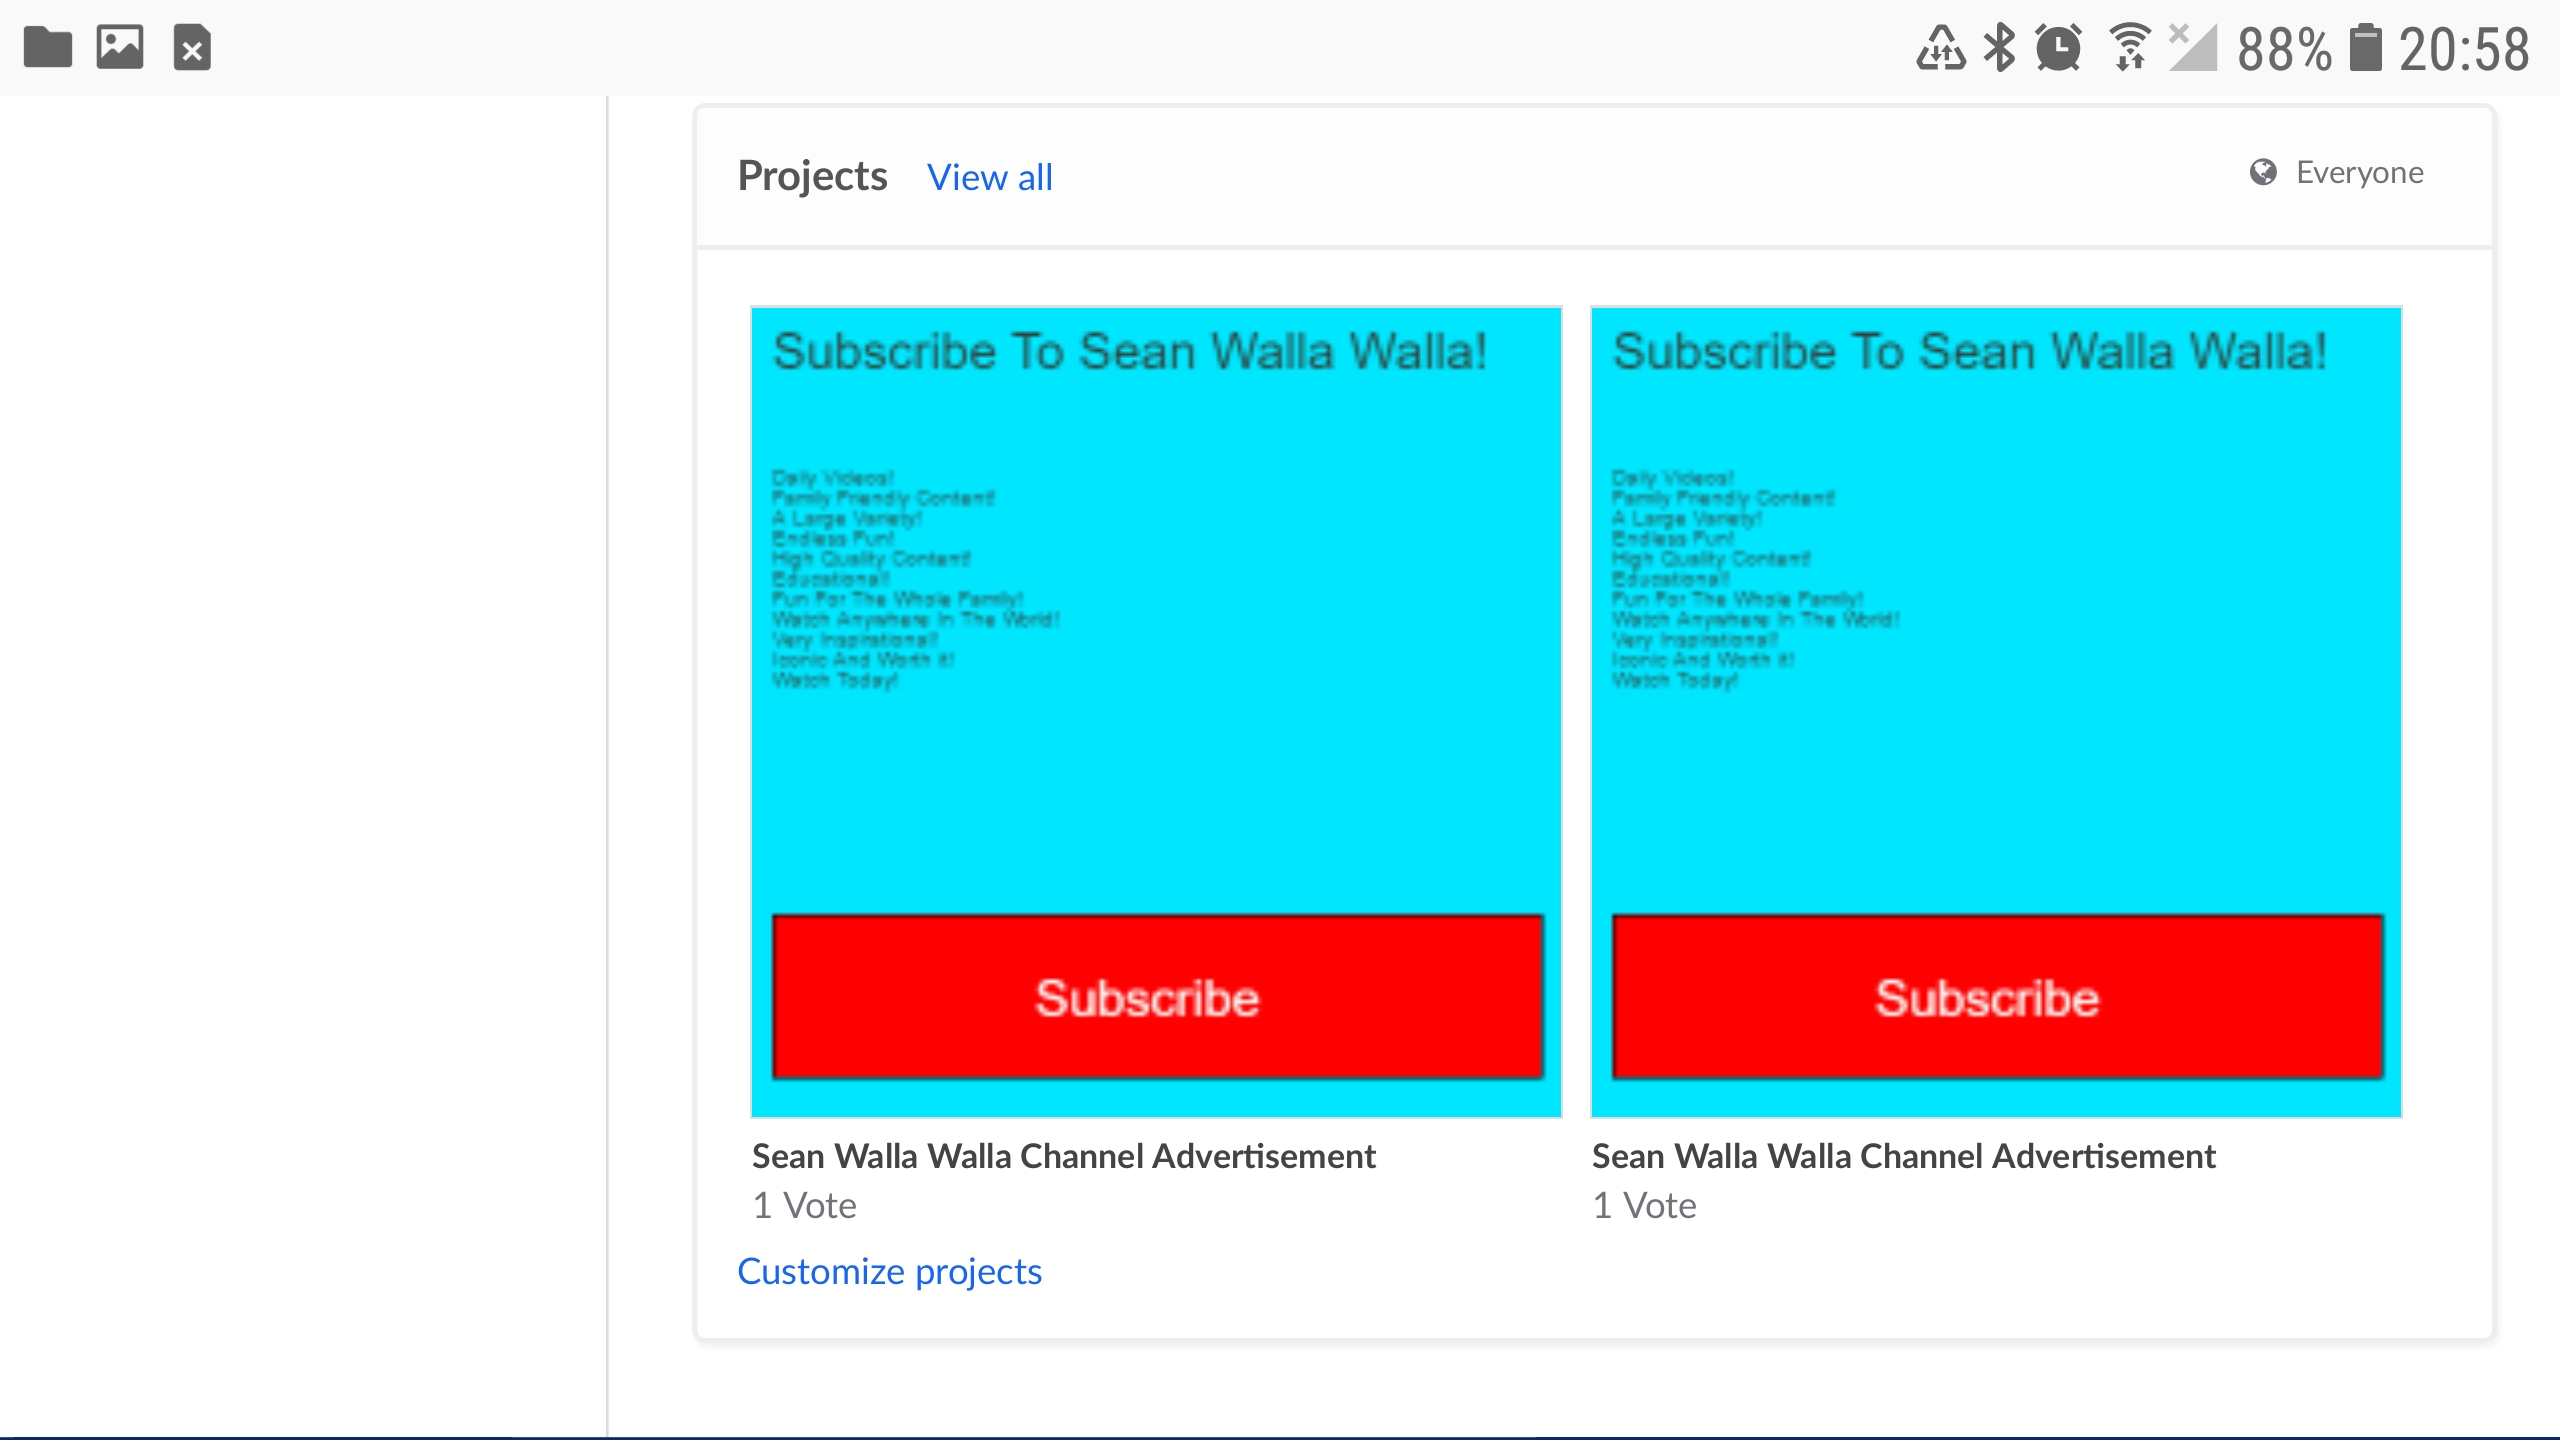 88% 20:58
Projects View all Everyone
Subscribe To Sean Walla Walla!
Daily Videos!
Family Friendly Content!
A Large Variety!
Endless Fun!
High Quality Content!
Educational!
Fun For The Whole Family!
Watch Anywhere In The World!
Very Inspirational!
Iconic And Worth It!
Watch Today!
Subscribe
Sean Walla Walla Channel Advertisement
1 Vote
Subscribe To Sean Walla Walla!
Daily Videos!
Family Friendly Content!
A Large Variety!
Endless Fun!
High Quality Content!
Educational!
Fun For The Whole Family!
Watch Anywhere In The World!
Very Inspirational!
Iconic And Worth It!
Watch Today!
Subscribe
Sean Walla Walla Channel Advertisement
1 Vote
Customize projects